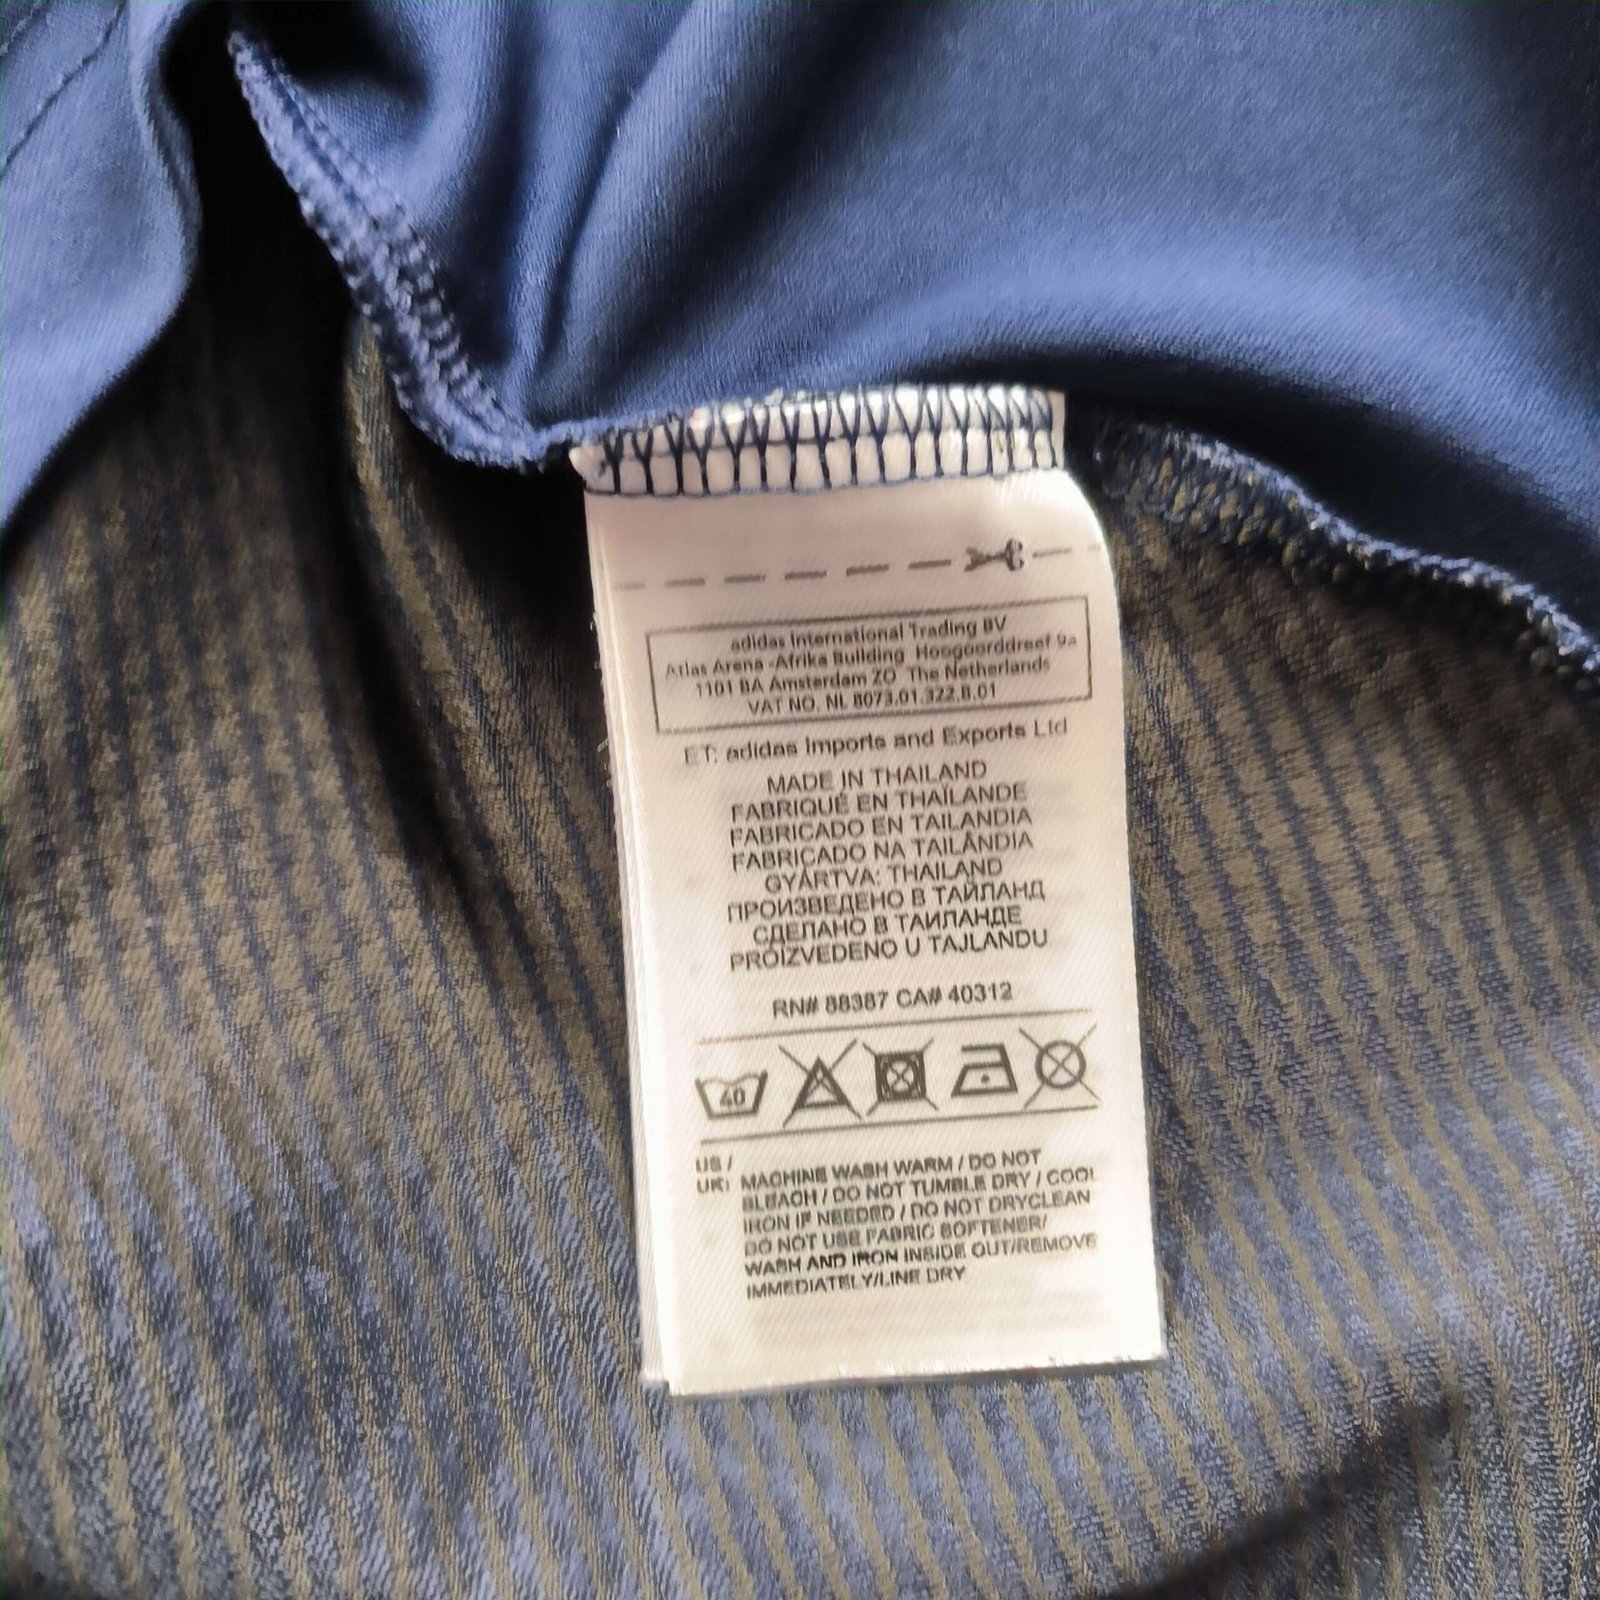 adidas International Trading BV
Atlas Arena -Afrika Building Hoogoorddreef 9a
1101 BA Amsterdam ZO The Netherlands
VAT NO. NL 8073.01.322.B.01
ET: adidas Imports and Exports Ltd
MADE IN THAILAND
FABRIQUÉ EN THAÏLANDE
FABRICADO EN TAILANDIA
FABRICADO NA TAILÂNDIA
GYÁRTVA: THAILAND
ПРОИЗВЕДЕНО В ТАЙЛАНД
СДЕЛАНО В ТАИЛАНДЕ
PROIZVEDENO U TAJLANDU
RN# 88387 CA# 40312
40
US /
UK: MACHINE WASH WARM / DO NOT
BLEACH / DO NOT TUMBLE DRY / COOL
IRON IF NEEDED / DO NOT DRYCLEAN
DO NOT USE FABRIC SOFTENER/
WASH AND IRON INSIDE OUT/REMOVE
IMMEDIATELY/LINE DRY